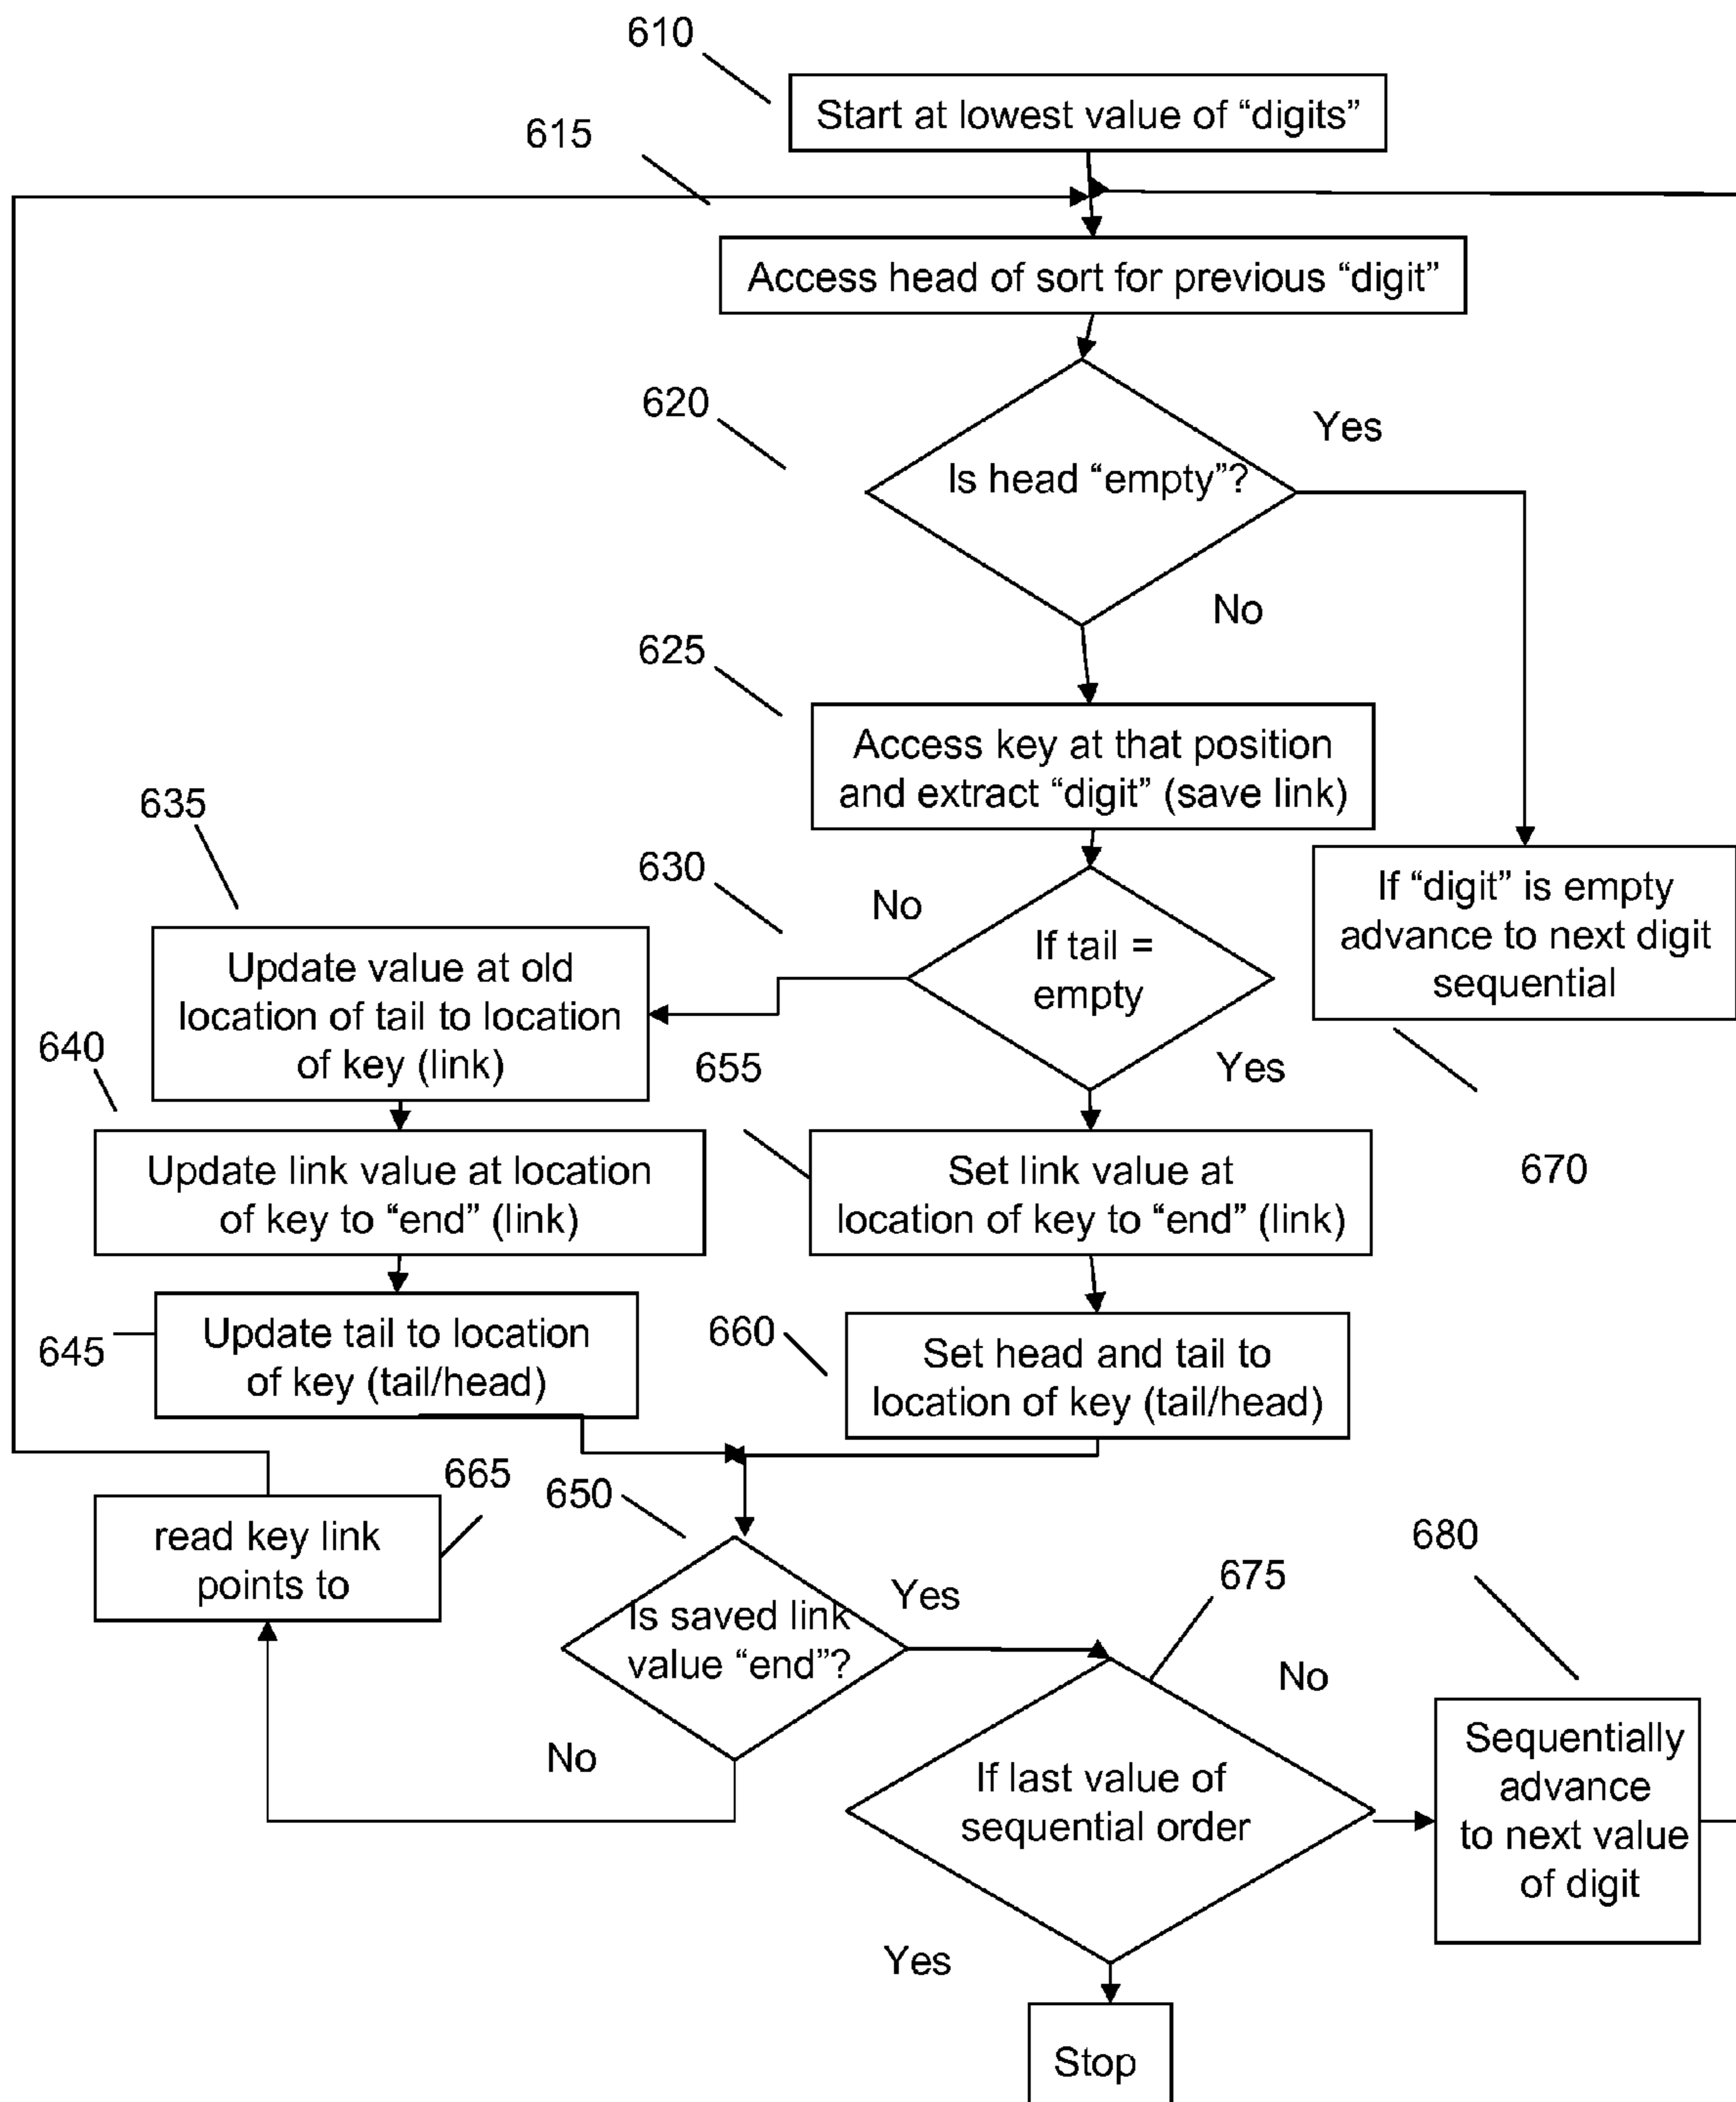 610
Start at lowest value of “digits”
615
Access head of sort for previous “digit”
620
Yes
Is head “empty”?
No
625
Access key at that position
and extract “digit” (save link)
635
630
No
If “digit” is empty
advance to next digit
sequential
If tail =
empty
Update value at old
location of tail to location
of key (link)
640
655
Yes
670
Update link value at location
of key to “end” (link)
Set link value at
location of key to “end” (link)
645
Update tail to location
of key (tail/head)
660
Set head and tail to
location of key (tail/head)
665
650
read key link
points to
680
675
Yes
Is saved link
value “end”?
No
No
If last value of
sequential order
Sequentially
advance
to next value
of digit
Yes
Stop